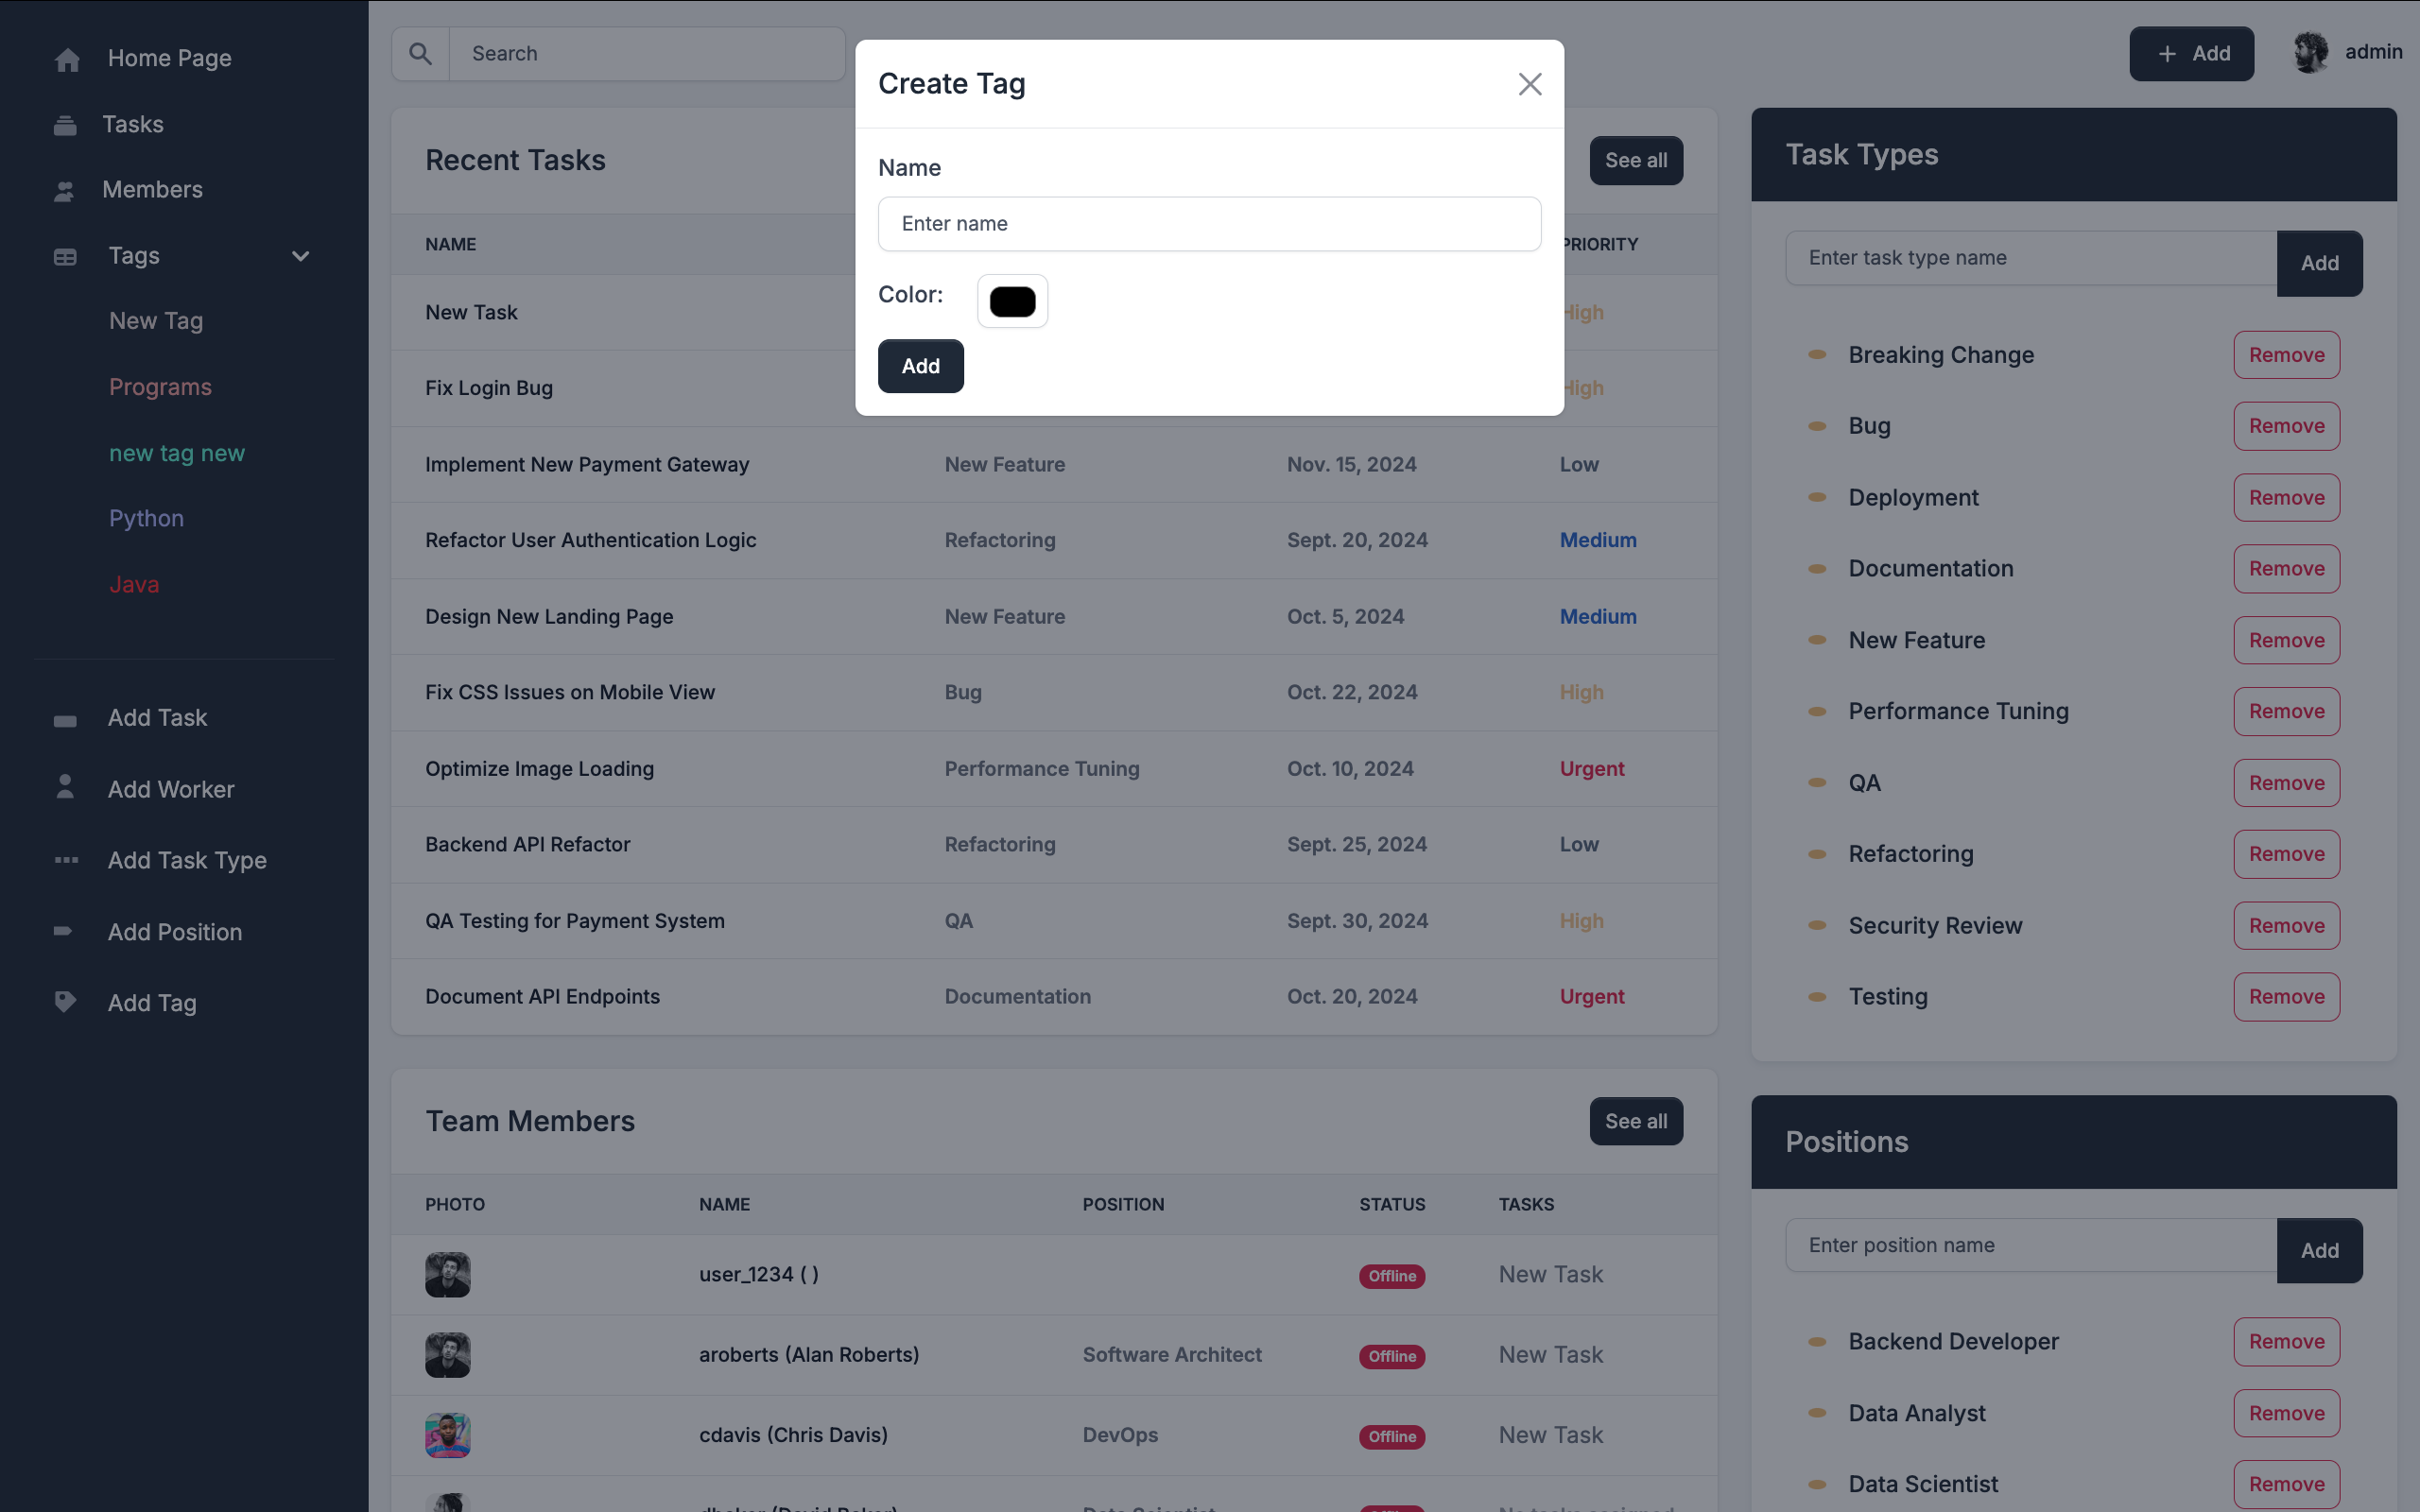 Home Page
Tasks
Members
Tags
New Tag
Programs
new tag new
Python
Java
Add Task
Add Worker
Add Task Type
Add Position
Add Tag
Search
+ Add
admin
Create Tag
Name
Enter name
Color:
Add
Recent Tasks
See all
NAME
PRIORITY
New Task
High
Fix Login Bug
High
Implement New Payment Gateway New Feature Nov. 15, 2024 Low
Refactor User Authentication Logic Refactoring Sept. 20, 2024 Medium
Design New Landing Page New Feature Oct. 5, 2024 Medium
Fix CSS Issues on Mobile View Bug Oct. 22, 2024 High
Optimize Image Loading Performance Tuning Oct. 10, 2024 Urgent
Backend API Refactor Refactoring Sept. 25, 2024 Low
QA Testing for Payment System QA Sept. 30, 2024 High
Document API Endpoints Documentation Oct. 20, 2024 Urgent
Team Members
See all
PHOTO NAME POSITION STATUS TASKS
user_1234 ( ) Offline New Task
aroberts (Alan Roberts) Software Architect Offline New Task
cdavis (Chris Davis) DevOps Offline New Task
Task Types
Enter task type name Add
Breaking Change Remove
Bug Remove
Deployment Remove
Documentation Remove
New Feature Remove
Performance Tuning Remove
QA Remove
Refactoring Remove
Security Review Remove
Testing Remove
Positions
Enter position name Add
Backend Developer Remove
Data Analyst Remove
Data Scientist Remove